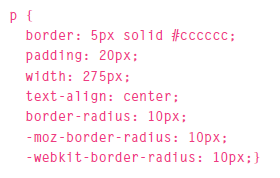 p {
  border: 5px solid #cccccc;
  padding: 20px;
  width: 275px;
  text-align: center;
  border-radius: 10px;
  -moz-border-radius: 10px;
  -webkit-border-radius: 10px;}